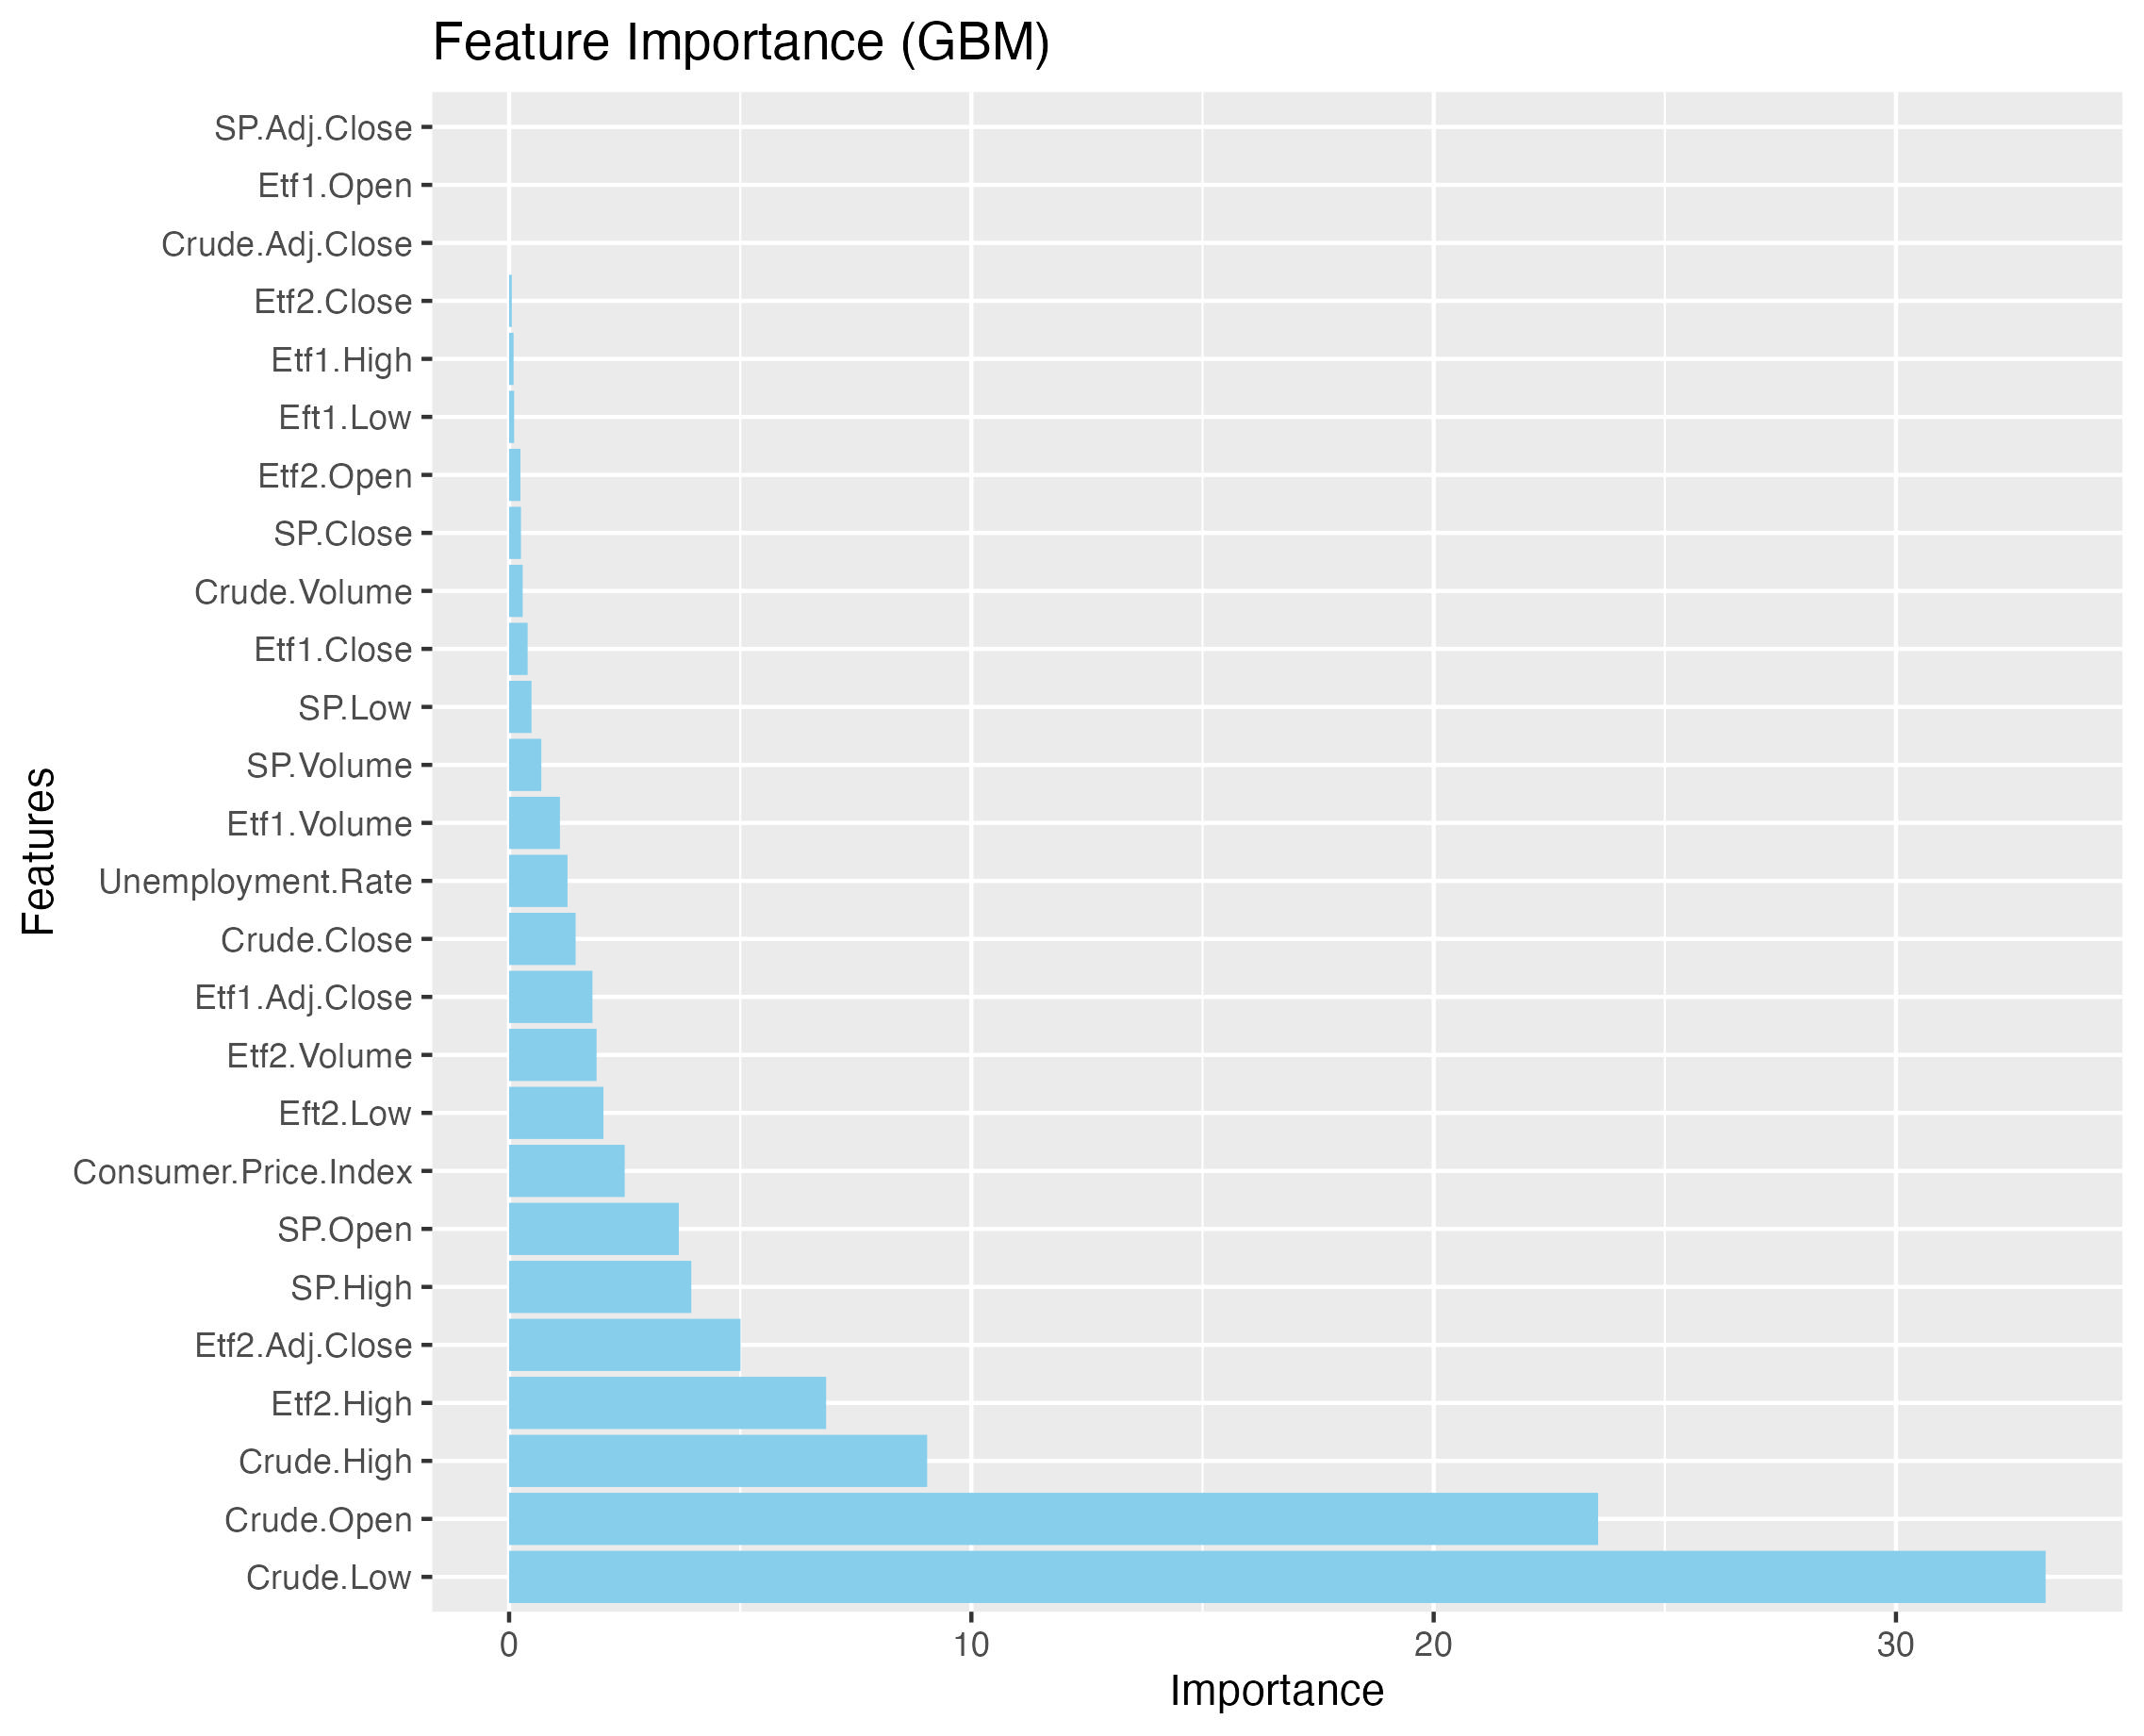 Feature Importance (GBM)
Features
SP.Adj.Close
Etf1.Open
Crude.Adj.Close
Etf2.Close
Etf1.High
Eft1.Low
Etf2.Open
SP.Close
Crude.Volume
Etf1.Close
SP.Low
SP.Volume
Etf1.Volume
Unemployment.Rate
Crude.Close
Etf1.Adj.Close
Etf2.Volume
Eft2.Low
Consumer.Price.Index
SP.Open
SP.High
Etf2.Adj.Close
Etf2.High
Crude.High
Crude.Open
Crude.Low
0 10 20 30
Importance